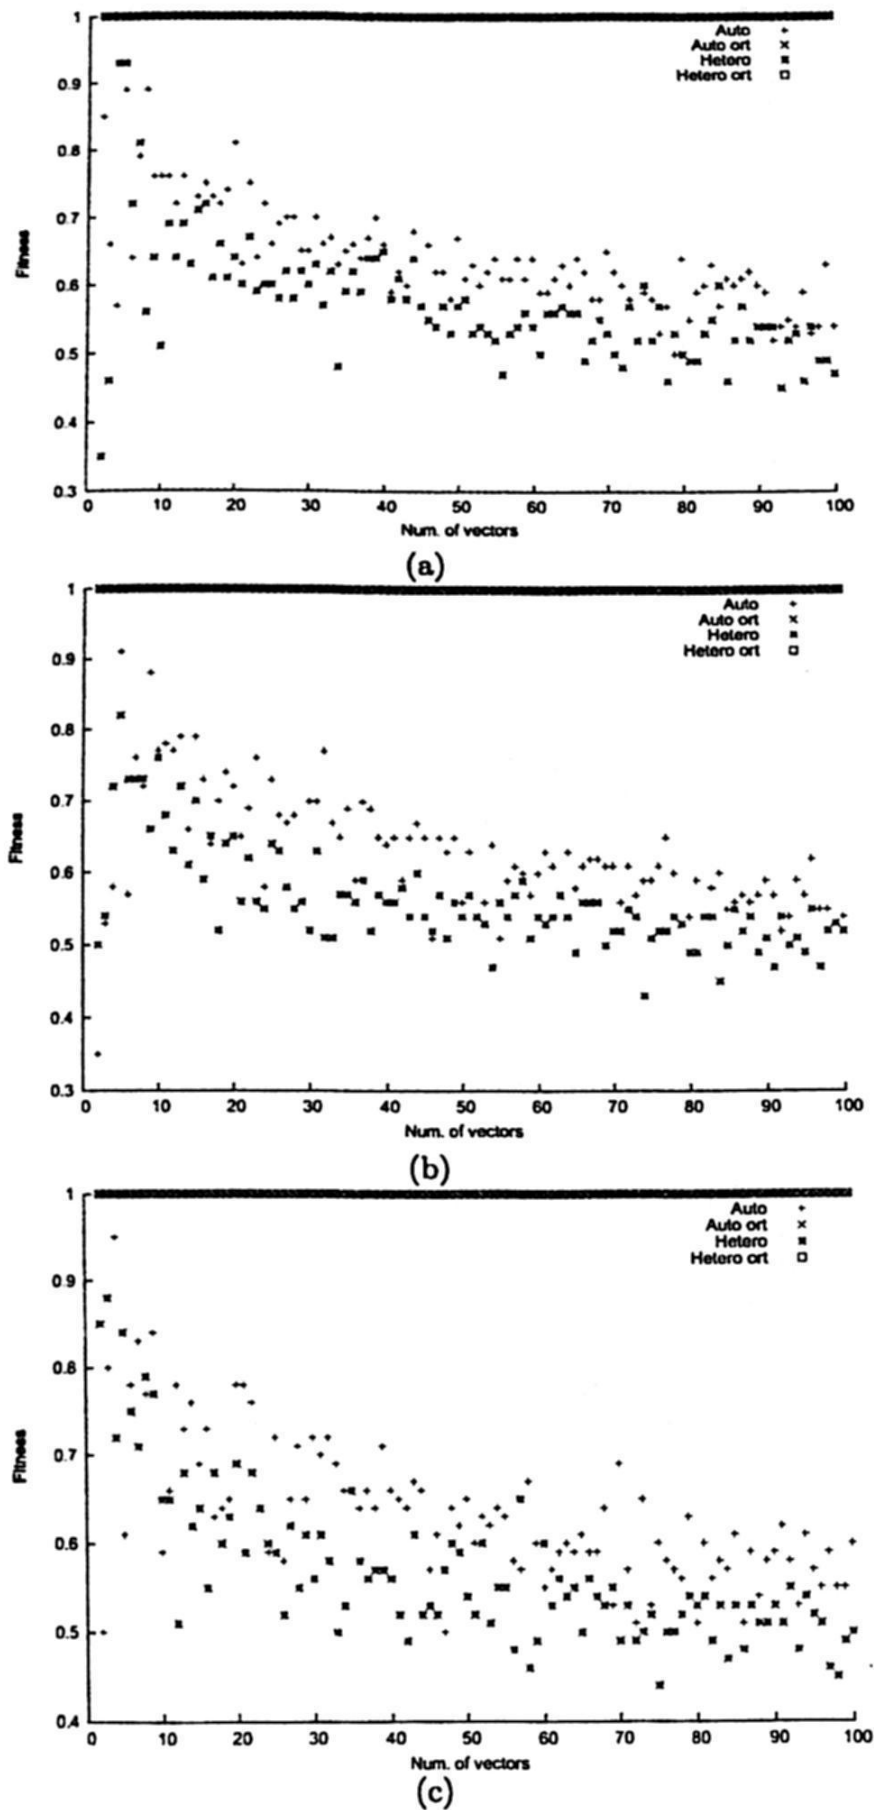 1
Auto
Auto ort
Hetero
Hetero ort
0.9
0.8
0.7
Fitness
0.6
0.5
0.4
0.3
0 10 20 30 40 50 60 70 80 90 100
Num. of vectors
(a)
1
Auto
Auto ort
Hetero
Hetero ort
0.9
0.8
0.7
Fitness
0.6
0.5
0.4
0.3
0 10 20 30 40 50 60 70 80 90 100
Num. of vectors
(b)
1
Auto
Auto ort
Hetero
Hetero ort
0.9
0.8
0.7
Fitness
0.6
0.5
0.4
0 10 20 30 40 50 60 70 80 90 100
Num. of vectors
(c)